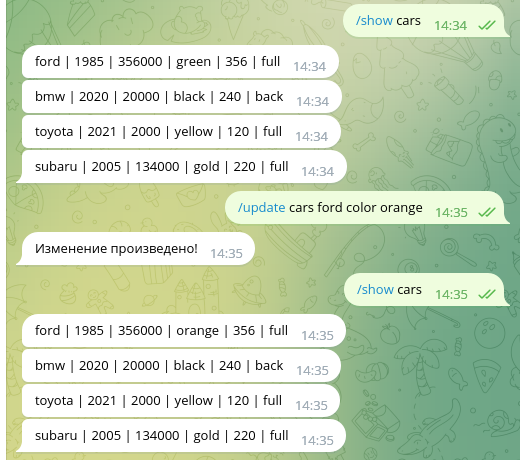 /show cars 14:34
ford | 1985 | 356000 | green | 356 | full 14:34
bmw | 2020 | 20000 | black | 240 | back 14:34
toyota | 2021 | 2000 | yellow | 120 | full 14:34
subaru | 2005 | 134000 | gold | 220 | full 14:34
/update cars ford color orange 14:35
Изменение произведено! 14:35
/show cars 14:35
ford | 1985 | 356000 | orange | 356 | full 14:35
bmw | 2020 | 20000 | black | 240 | back 14:35
toyota | 2021 | 2000 | yellow | 120 | full 14:35
subaru | 2005 | 134000 | gold | 220 | full 14:35